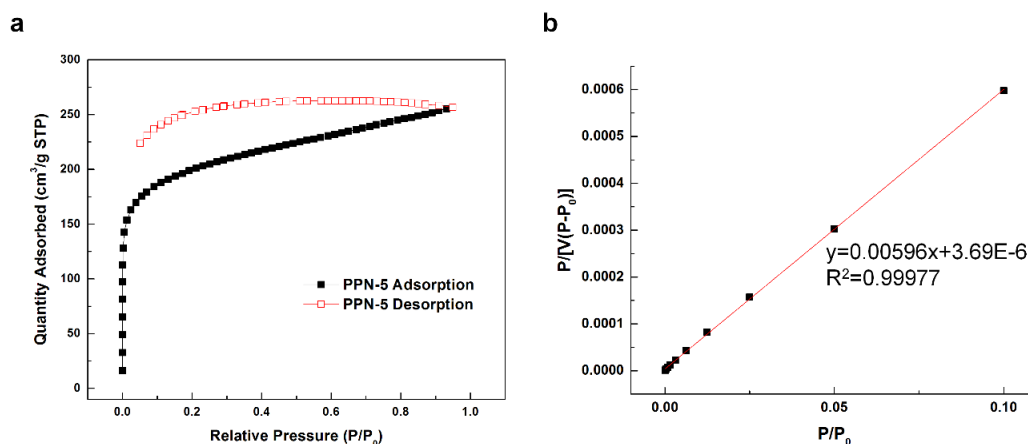 a
300
250
200
150
100
50
0
0.0 0.2 0.4 0.6 0.8 1.0
Quantity Adsorbed (cm³/g STP)
Relative Pressure (P/P₀)
PPN-5 Adsorption
PPN-5 Desorption
b
0.0006
0.0005
0.0004
0.0003
0.0002
0.0001
0.0000
0.00 0.05 0.10
P/[V(P-P₀)]
P/P₀
y=0.00596x+3.69E-6
R²=0.99977